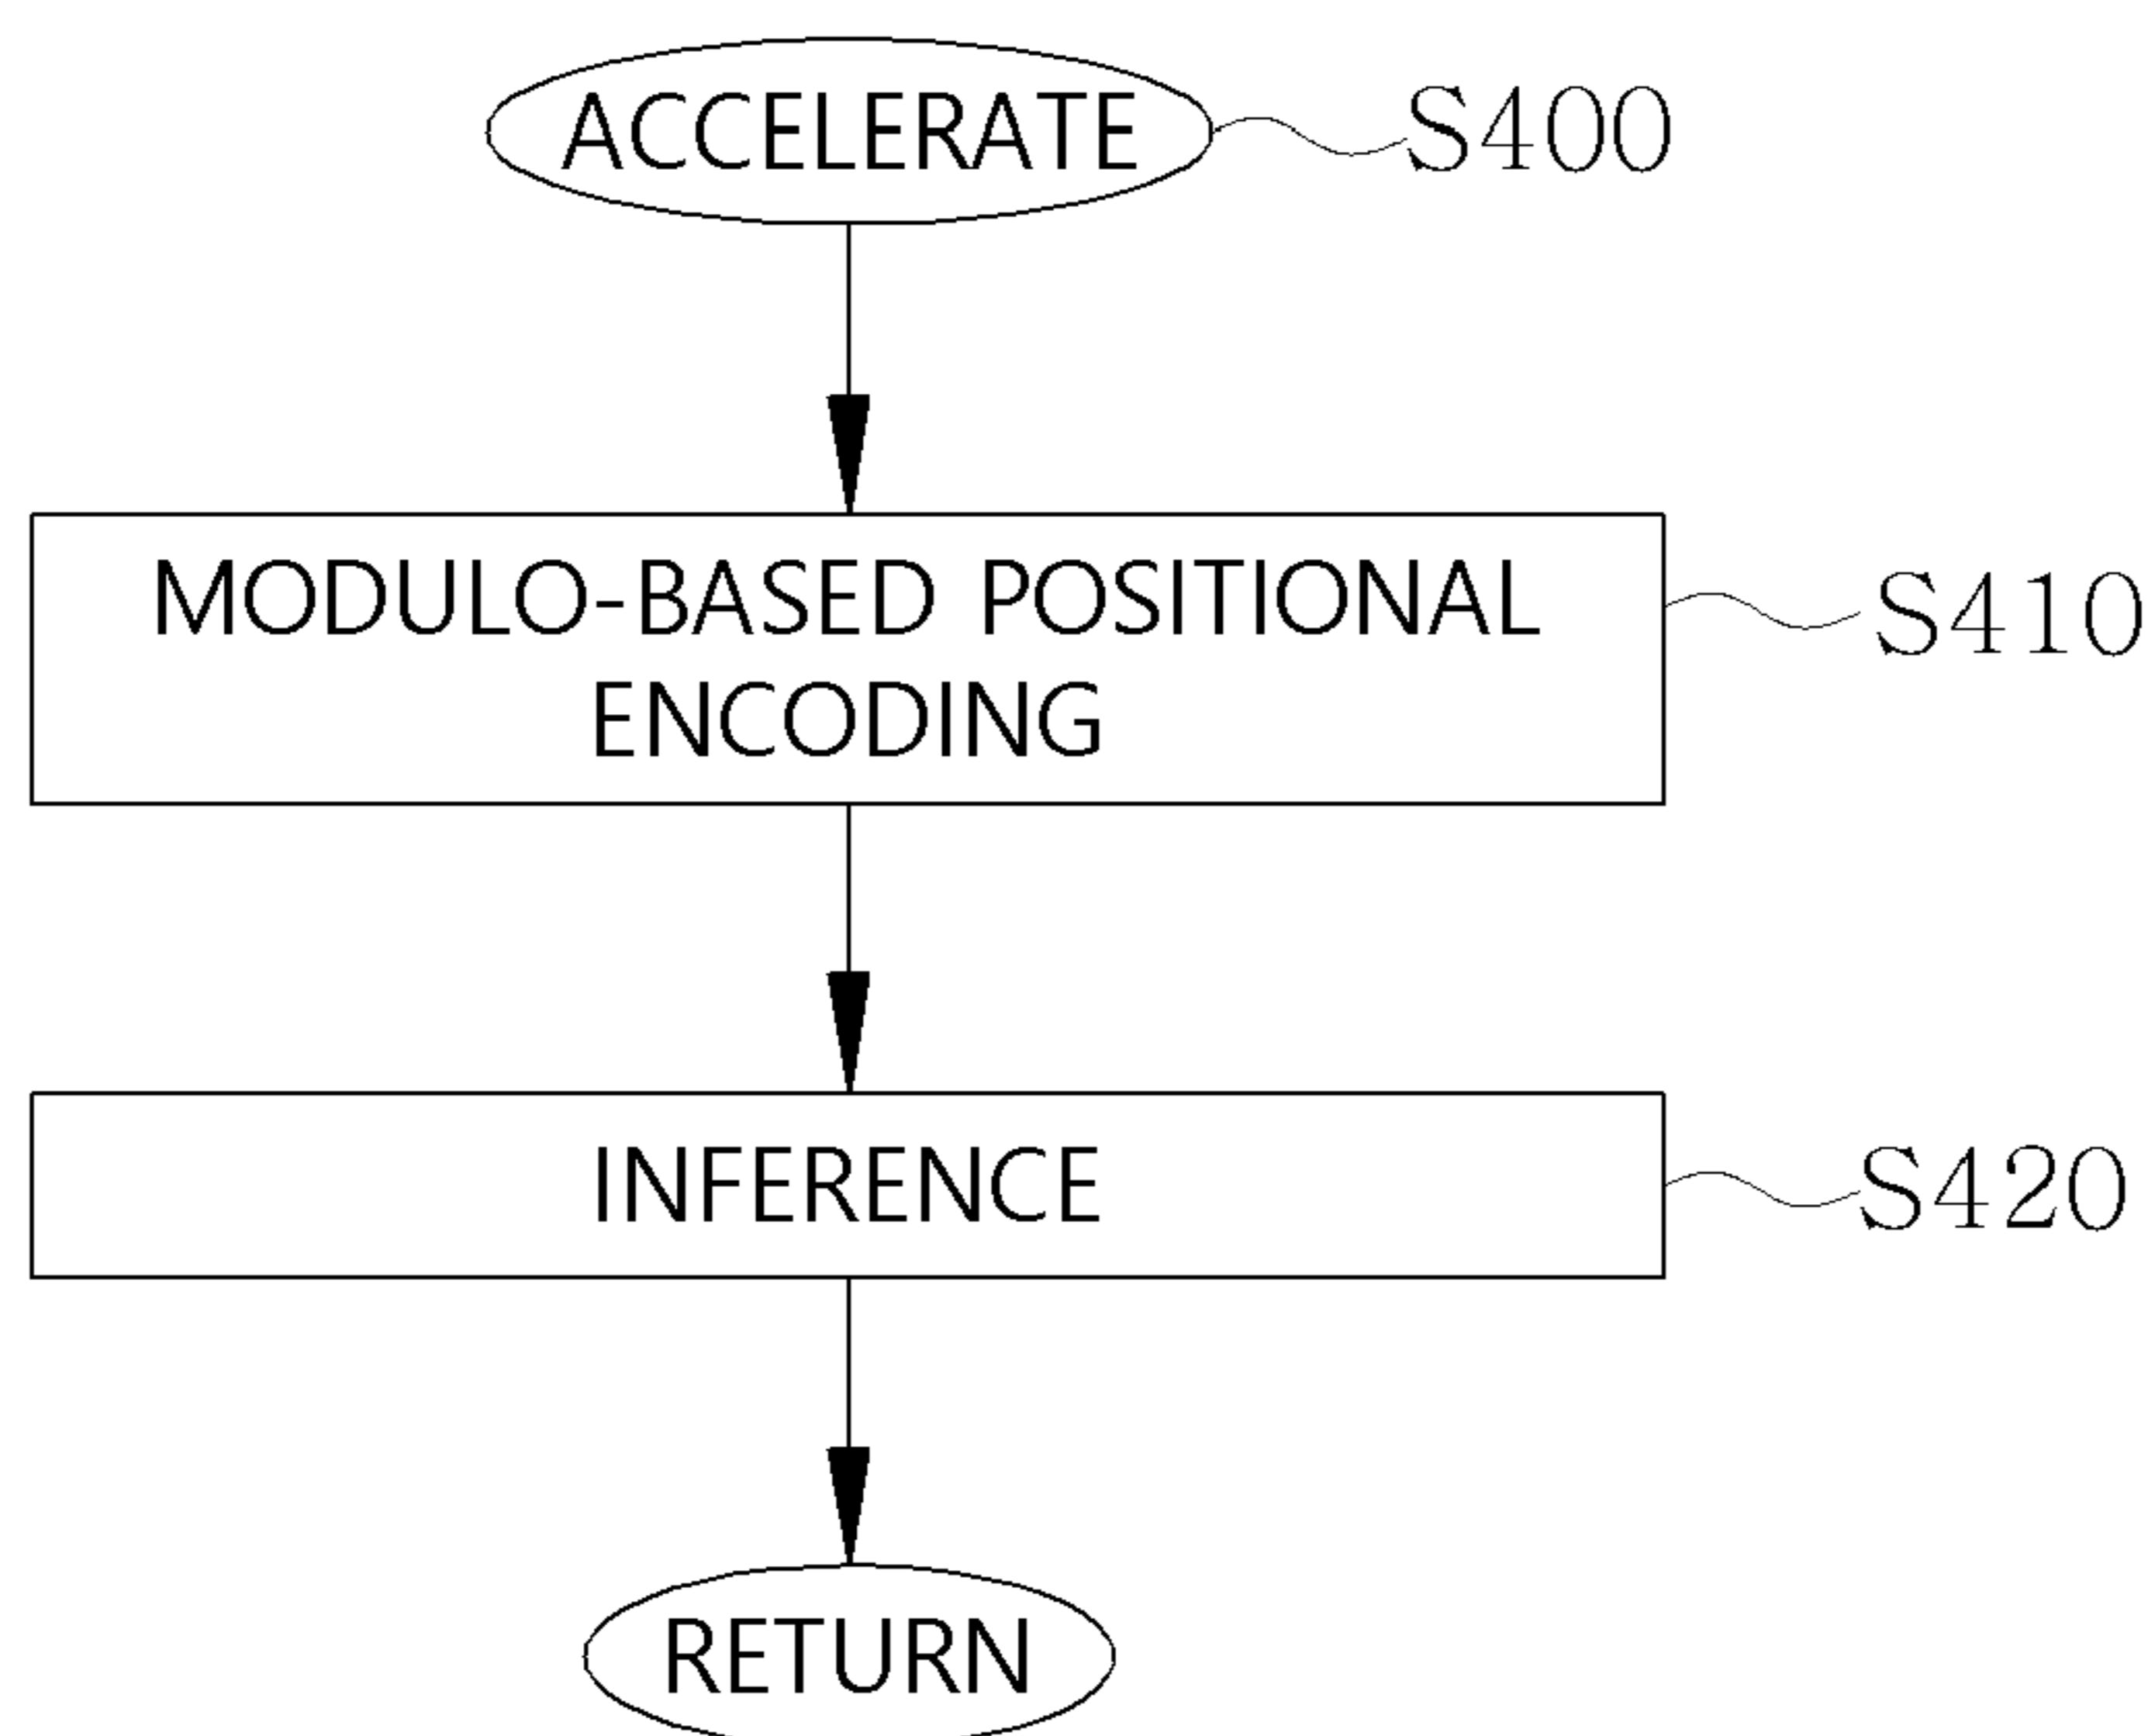 ACCELERATE S400
MODULO-BASED POSITIONAL
ENCODING
S410
INFERENCE S420
RETURN